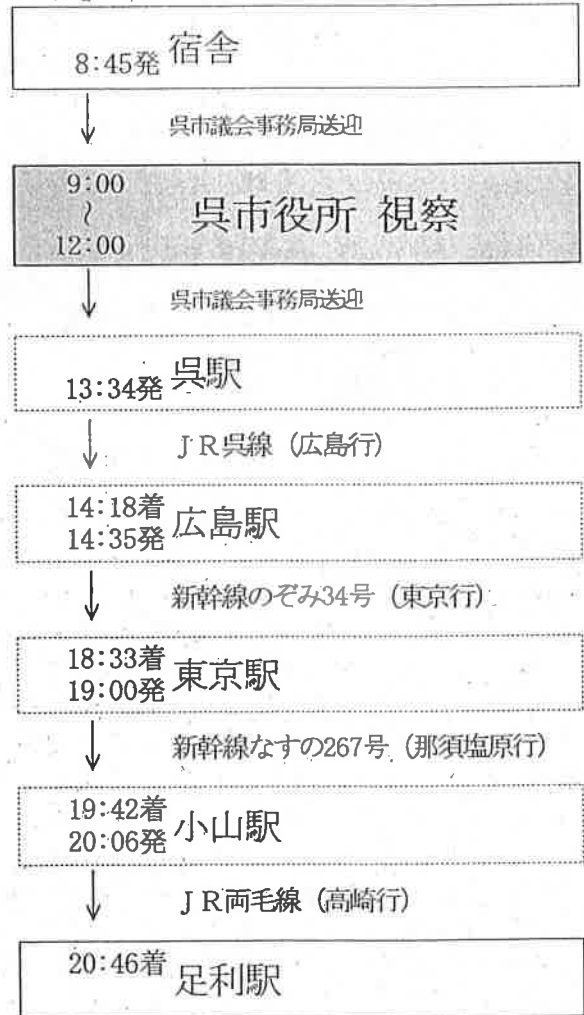 8:45発 宿舎
呉市議会事務局送迎
9:00
~
12:00
呉市役所 視察
呉市議会事務局送迎
13:34発 呉駅
JR呉線(広島行)
14:18着
14:35発
広島駅
新幹線のぞみ34号(東京行)
18:33着
19:00発
東京駅
新幹線なすの267号(那須塩原行)
19:42着
20:06発
小山駅
JR両毛線(高崎行)
20:46着 足利駅